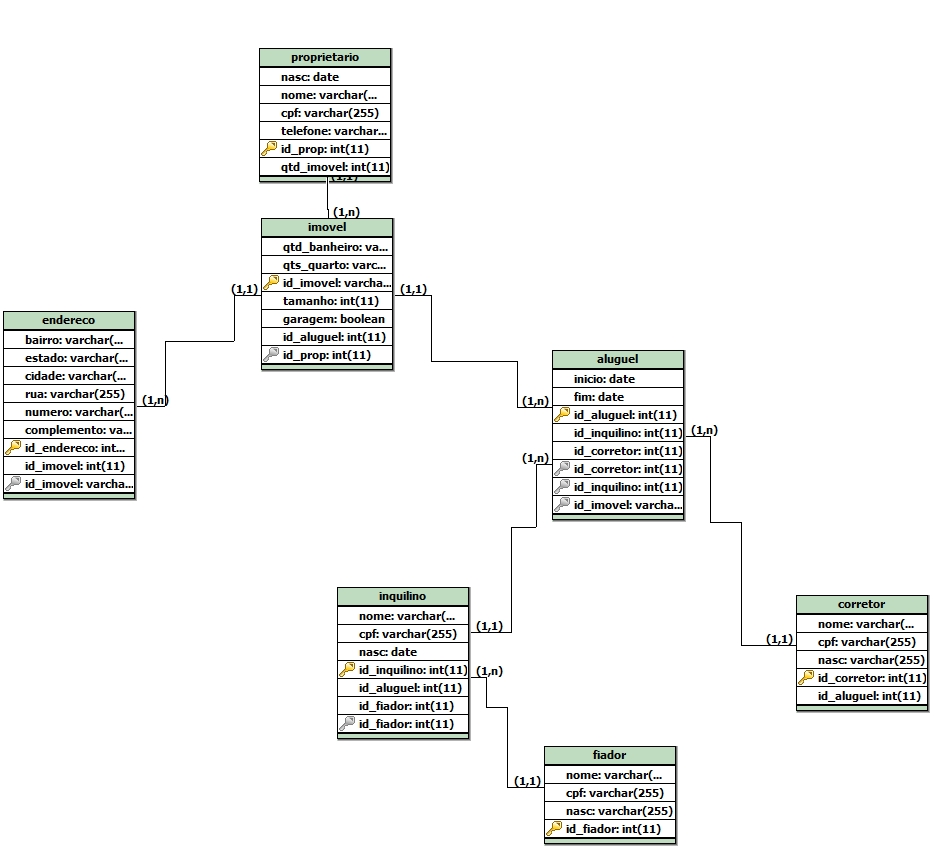 proprietario
nasc: date
nome: varchar(...
cpf: varchar(255)
telefone: varchar...
id_prop: int(11)
qtd_imovel: int(11)
(1,1)
(1,n)
imovel
qtd_banheiro: va...
qts_quarto: varc...
id_imovel: varcha...
tamanho: int(11)
garagem: boolean
id_aluguel: int(11)
id_prop: int(11)
(1,1)
(1,1)
endereco
bairro: varchar(...
estado: varchar(...
cidade: varchar(...
rua: varchar(255)
numero: varchar(...
complemento: va...
id_endereco: int...
id_imovel: int(11)
id_imovel: varcha...
(1,n)
aluguel
inicio: date
fim: date
id_aluguel: int(11)
id_inquilino: int(11)
id_corretor: int(11)
id_corretor: int(11)
id_inquilino: int(11)
id_imovel: varcha...
(1,n)
(1,n)
(1,n)
inquilino
nome: varchar(...
cpf: varchar(255)
nasc: date
id_inquilino: int(11)
id_aluguel: int(11)
id_fiador: int(11)
id_fiador: int(11)
(1,1)
(1,n)
corretor
nome: varchar(...
cpf: varchar(255)
nasc: varchar(255)
id_corretor: int(11)
id_aluguel: int(11)
(1,1)
fiador
nome: varchar(...
cpf: varchar(255)
nasc: varchar(255)
id_fiador: int(11)
(1,1)